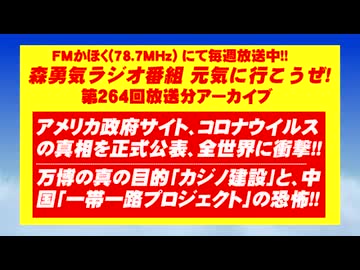 FMかほく(78.7MHz) にて毎週放送中!!
森勇気ラジオ番組 元気に行こうぜ!
第264回放送分アーカイブ
アメリカ政府サイト、コロナウイルス
の真相を正式公表、全世界に衝撃!!
万博の真の目的「カジノ建設」と、中
国「一帯一路プロジェクト」の恐怖!!